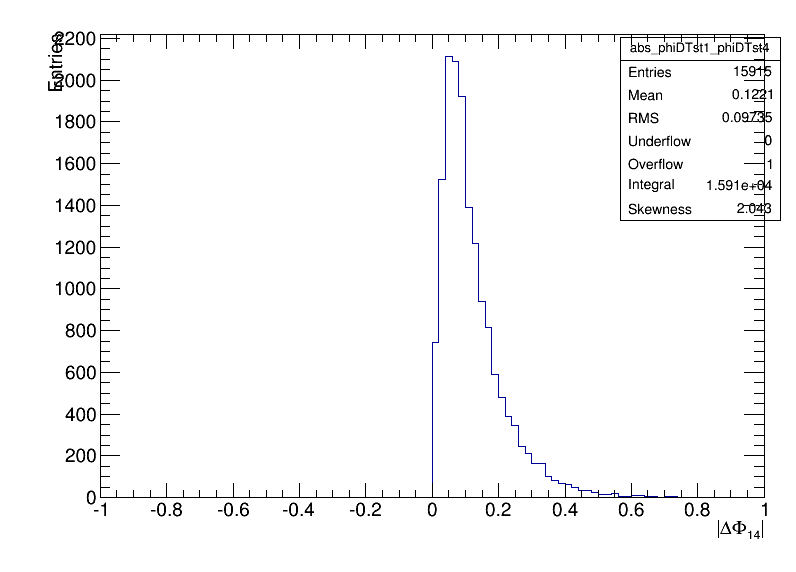 Entries
abs_phiDTst1_phiDTst4
Entries 15915
Mean 0.1221
RMS 0.09735
Underflow 0
Overflow 1
Integral 1.591e+04
Skewness 2.043
2200
2000
1800
1600
1400
1200
1000
800
600
400
200
0
-1 -0.8 -0.6 -0.4 -0.2 0 0.2 0.4 0.6 0.8 1
|ΔΦ14|